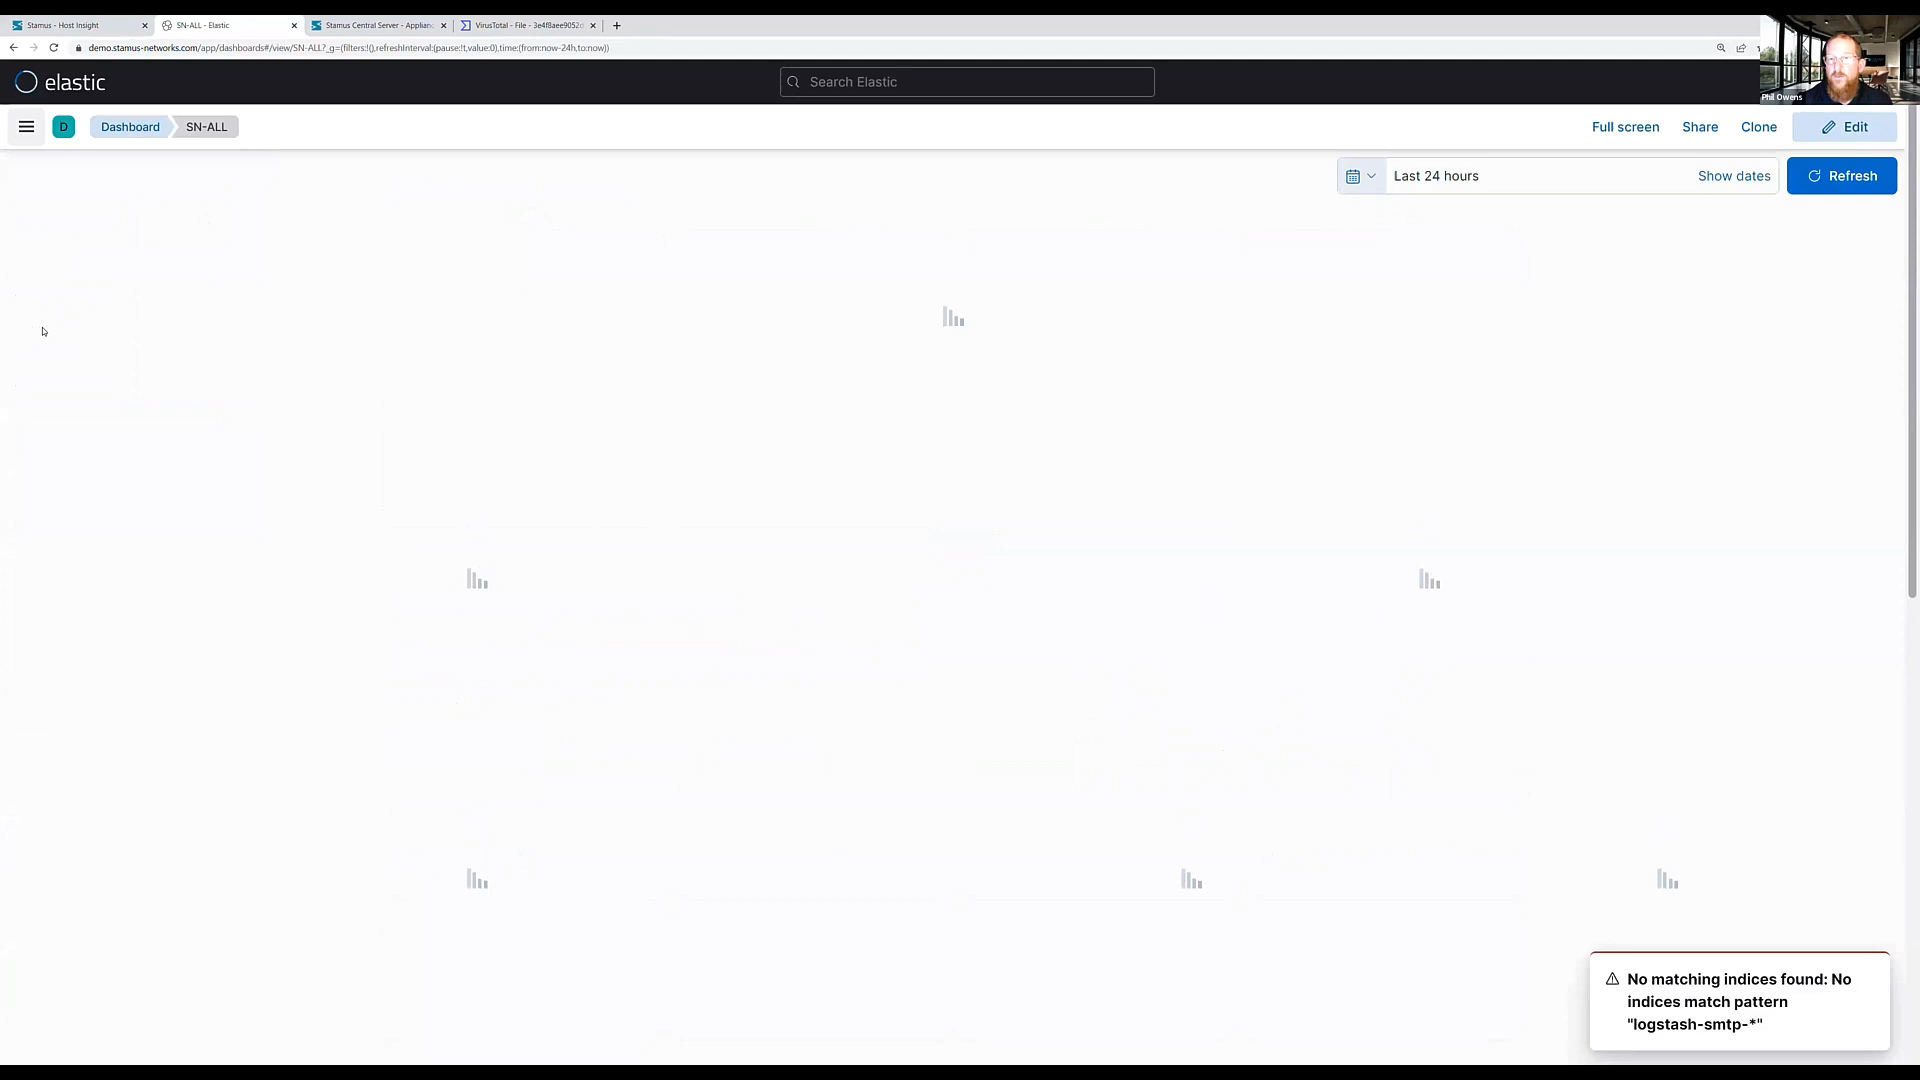 Stamus - Host Insight
SN-ALL - Elastic
Stamus Central Server - Applianc
VirusTotal - File - 3e4f8aee9052d
demo.stamus-networks.com/app/dashboards#/view/SN-ALL?_g=(filters:!(),refreshInterval:(pause:!t,value:0),time:(from:now-24h,to:now))
elastic
Search Elastic
Phil Owens
D
Dashboard
SN-ALL
Full screen
Share
Clone
Edit
Last 24 hours
Show dates
Refresh
No matching indices found: No
indices match pattern
"logstash-smtp-*"